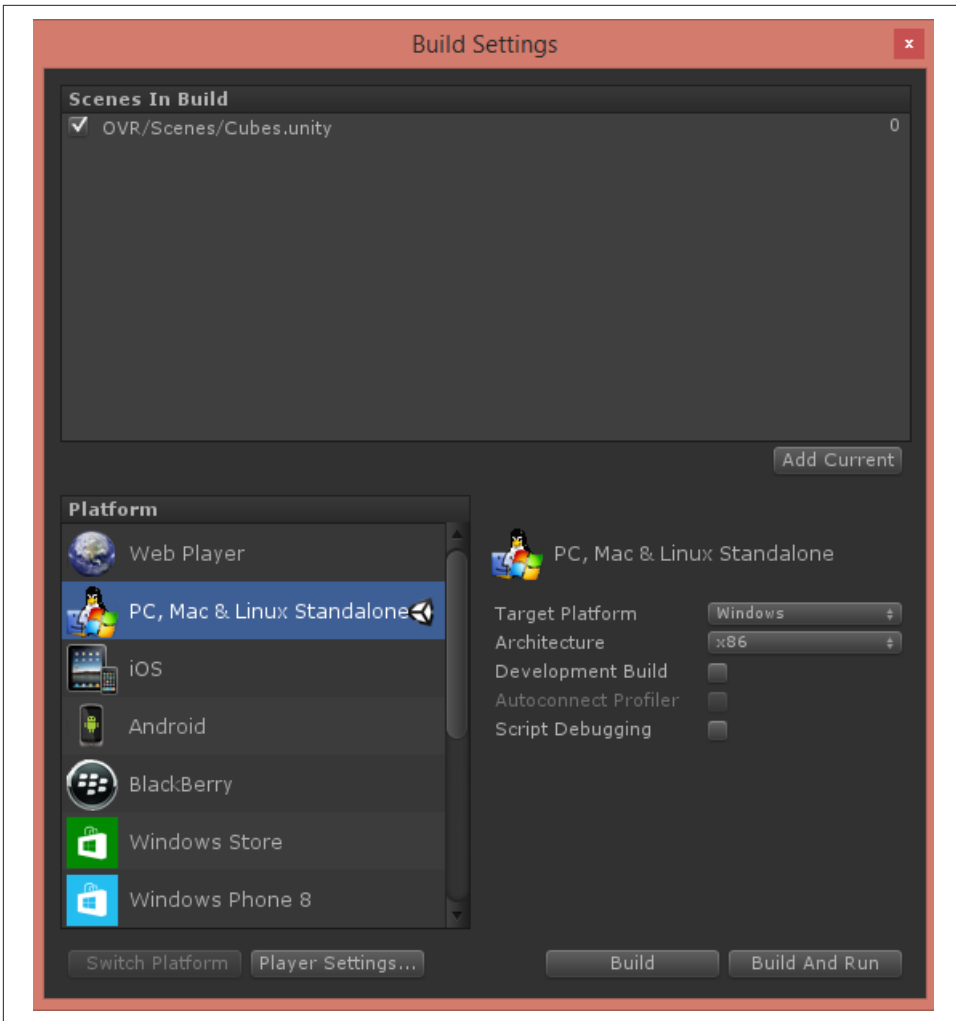 Build Settings
x
Scenes In Build
OVR/Scenes/Cubes.unity 0
Add Current
Platform
Web Player
PC, Mac & Linux Standalone
iOS
Android
BlackBerry
Windows Store
Windows Phone 8
PC, Mac & Linux Standalone
Target Platform Windows
Architecture x86
Development Build
Autoconnect Profiler
Script Debugging
Switch Platform Player Settings... Build Build And Run